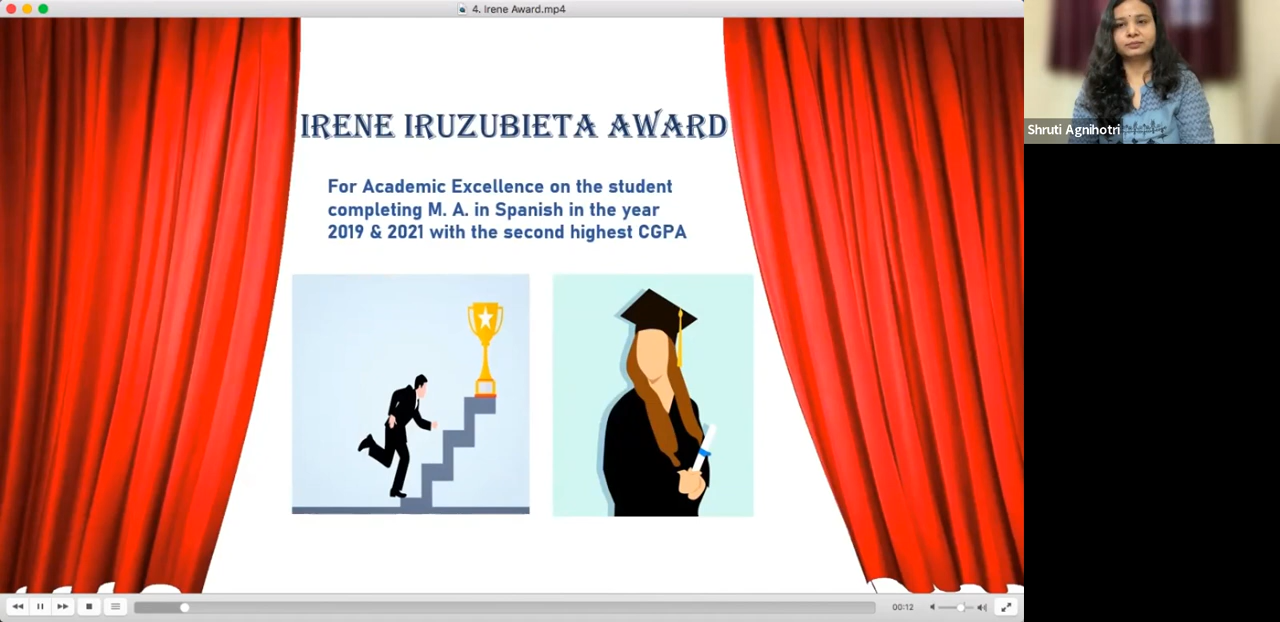 4. Irene Award.mp4
IRENE IRUZUBIETA AWARD
For Academic Excellence on the student
completing M. A. in Spanish in the year
2019 & 2021 with the second highest CGPA
Shruti Agnihotri
00:12